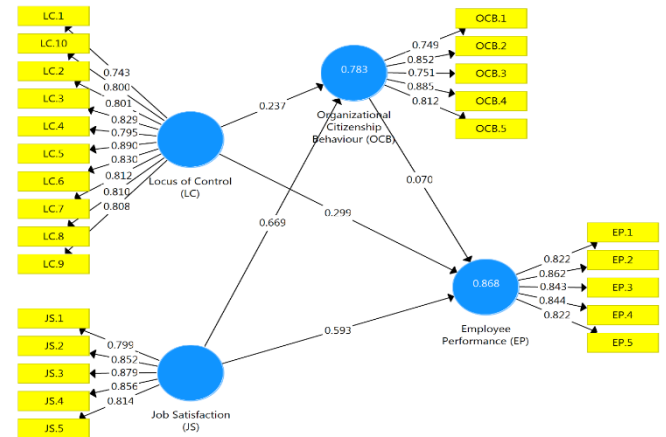 LC.1
LC.10
LC.2
LC.3
LC.4
LC.5
LC.6
LC.7
LC.8
LC.9
0.743
0.800
0.801
0.829
0.795
0.890
0.830
0.812
0.810
0.808
Locus of Control
(LC)
0.237
0.299
0.783
Organizational
Citizenship
Behaviour (OCB)
0.749
0.852
0.751
0.885
0.812
OCB.1
OCB.2
OCB.3
OCB.4
OCB.5
0.070
0.669
0.593
JS.1
JS.2
JS.3
JS.4
JS.5
0.799
0.852
0.879
0.856
0.814
Job Satisfaction
(JS)
0.868
Employee
Performance (EP)
0.822
0.862
0.843
0.844
0.822
EP.1
EP.2
EP.3
EP.4
EP.5